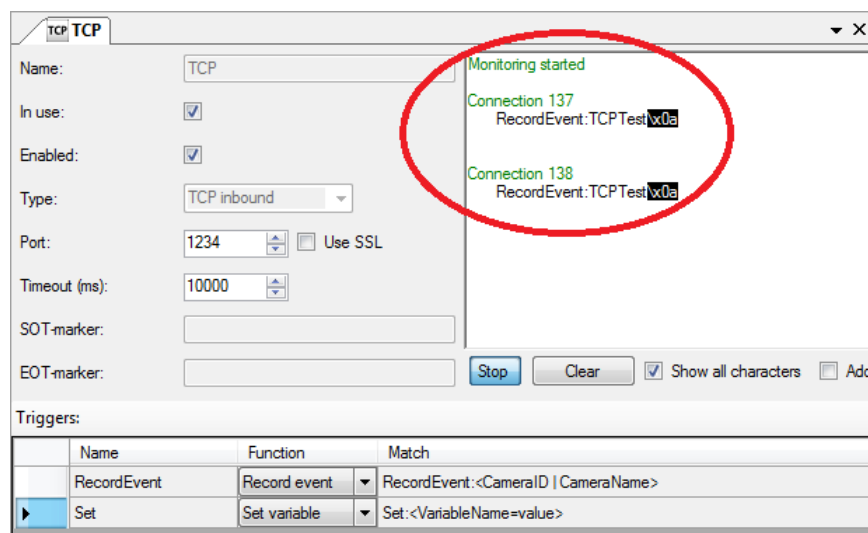 TCP TCP
Name: TCP
In use:
Enabled:
Type: TCP inbound
Port: 1234 Use SSL
Timeout (ms): 10000
SOT-marker:
EOT-marker:
Monitoring started
Connection 137
RecordEvent:TCPTest\x0a
Connection 138
RecordEvent:TCPTest\x0a
Stop Clear Show all characters Add
Triggers:
Name Function Match
RecordEvent Record event RecordEvent:<CameraID | CameraName>
Set Set variable Set:<VariableName=value>